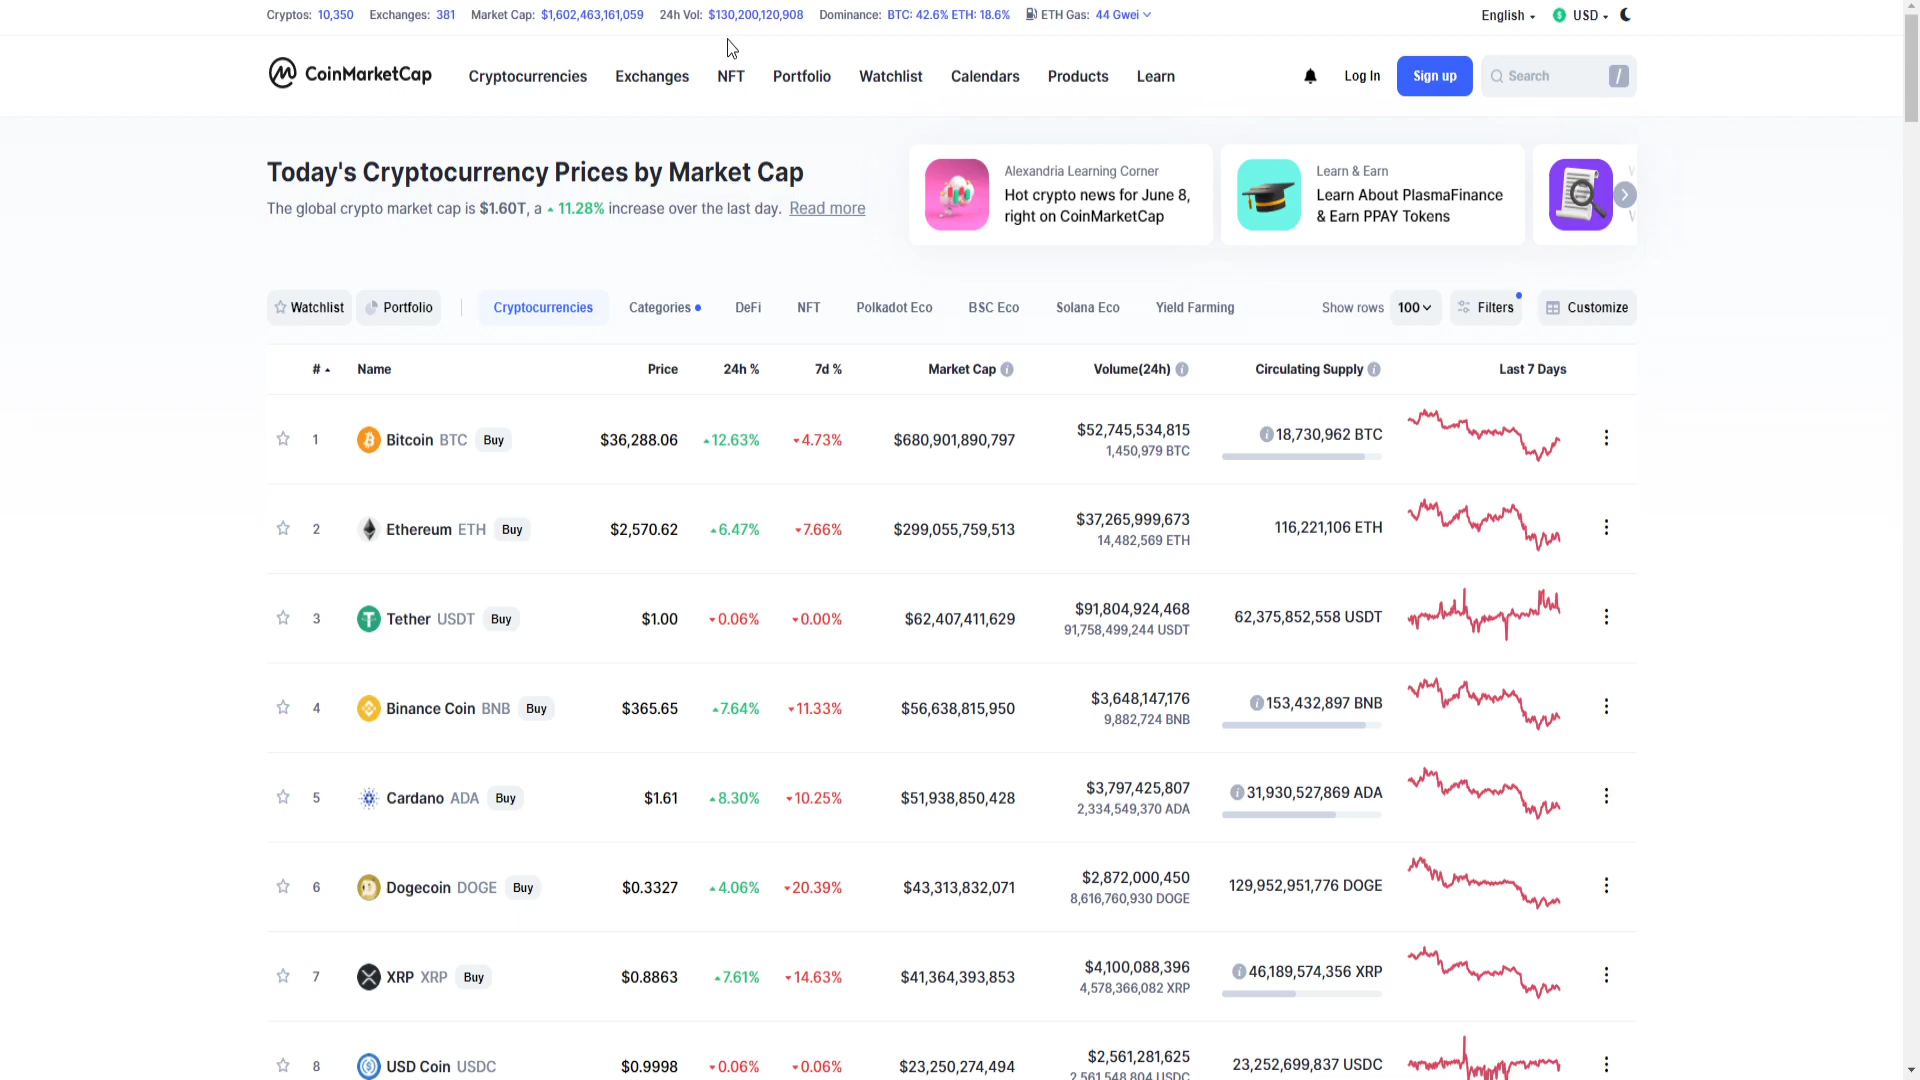 Cryptos: 10,350 Exchanges: 381 Market Cap: $1,602,463,161,059 24h Vol: $130,200,120,908 Dominance: BTC: 42.6% ETH: 18.6% ETH Gas: 44 Gwei English USD
CoinMarketCap Cryptocurrencies Exchanges NFT Portfolio Watchlist Calendars Products Learn Log In Sign up Search /
Today's Cryptocurrency Prices by Market Cap
The global crypto market cap is $1.60T, a 11.28% increase over the last day. Read more
Alexandria Learning Corner
Hot crypto news for June 8,
right on CoinMarketCap
Learn & Earn
Learn About PlasmaFinance
& Earn PPAY Tokens
Watchlist Portfolio Cryptocurrencies Categories DeFi NFT Polkadot Eco BSC Eco Solana Eco Yield Farming Show rows 100 Filters Customize
# Name Price 24h % 7d % Market Cap Volume(24h) Circulating Supply Last 7 Days
1 Bitcoin BTC Buy $36,288.06 12.63% 4.73% $680,901,890,797 $52,745,534,815 18,730,962 BTC
1,450,979 BTC
2 Ethereum ETH Buy $2,570.62 6.47% 7.66% $299,055,759,513 $37,265,999,673 116,221,106 ETH
14,482,569 ETH
3 Tether USDT Buy $1.00 0.06% 0.00% $62,407,411,629 $91,804,924,468 62,375,852,558 USDT
91,758,499,244 USDT
4 Binance Coin BNB Buy $365.65 7.64% 11.33% $56,638,815,950 $3,648,147,176 153,432,897 BNB
9,882,724 BNB
5 Cardano ADA Buy $1.61 8.30% 10.25% $51,938,850,428 $3,797,425,807 31,930,527,869 ADA
2,334,549,370 ADA
6 Dogecoin DOGE Buy $0.3327 4.06% 20.39% $43,313,832,071 $2,872,000,450 129,952,951,776 DOGE
8,616,760,930 DOGE
7 XRP XRP Buy $0.8863 7.61% 14.63% $41,364,393,853 $4,100,088,396 46,189,574,356 XRP
4,578,366,082 XRP
8 USD Coin USDC $0.9998 0.06% 0.06% $23,250,274,494 $2,561,281,625 23,252,699,837 USDC
2,561,548,804 USDC